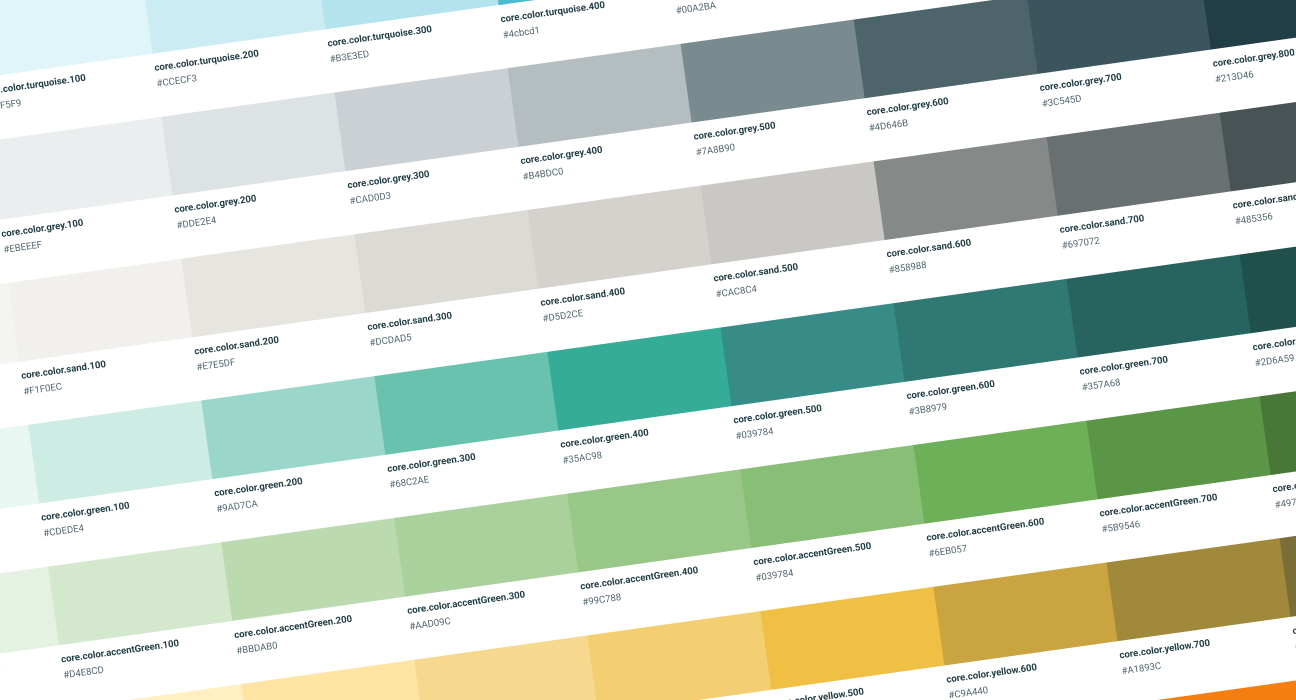 .color.turquoise.100
F5F9
core.color.turquoise.200
#CCECF3
core.color.turquoise.300
#B3E3ED
core.color.turquoise.400
#4cbcd1
#00A2BA
core.color.grey.100
#EBEEEF
core.color.grey.200
#DDE2E4
core.color.grey.300
#CAD0D3
core.color.grey.400
#B4BDC0
core.color.grey.500
#7A8B90
core.color.grey.600
#4D646B
core.color.grey.700
#3C545D
core.color.grey.800
#213D46
core.color.sand.100
#F1F0EC
core.color.sand.200
#E7E5DF
core.color.sand.300
#DCDAD5
core.color.sand.400
#D5D2CE
core.color.sand.500
#CAC8C4
core.color.sand.600
#858988
core.color.sand.700
#697072
core.color.sand
#485356
core.color.green.100
#CDEDE4
core.color.green.200
#9AD7CA
core.color.green.300
#68C2AE
core.color.green.400
#35AC98
core.color.green.500
#039784
core.color.green.600
#3B8979
core.color.green.700
#357A68
core.color
#2D6A59
core.color.accentGreen.100
#D4E8CD
core.color.accentGreen.200
#BBDAB0
core.color.accentGreen.300
#AAD09C
core.color.accentGreen.400
#99C788
core.color.accentGreen.500
#039784
core.color.accentGreen.600
#6EB057
core.color.accentGreen.700
#5B9546
core.c
#497
olor.yellow.500
core.color.yellow.600
#C9A440
core.color.yellow.700
#A1893C